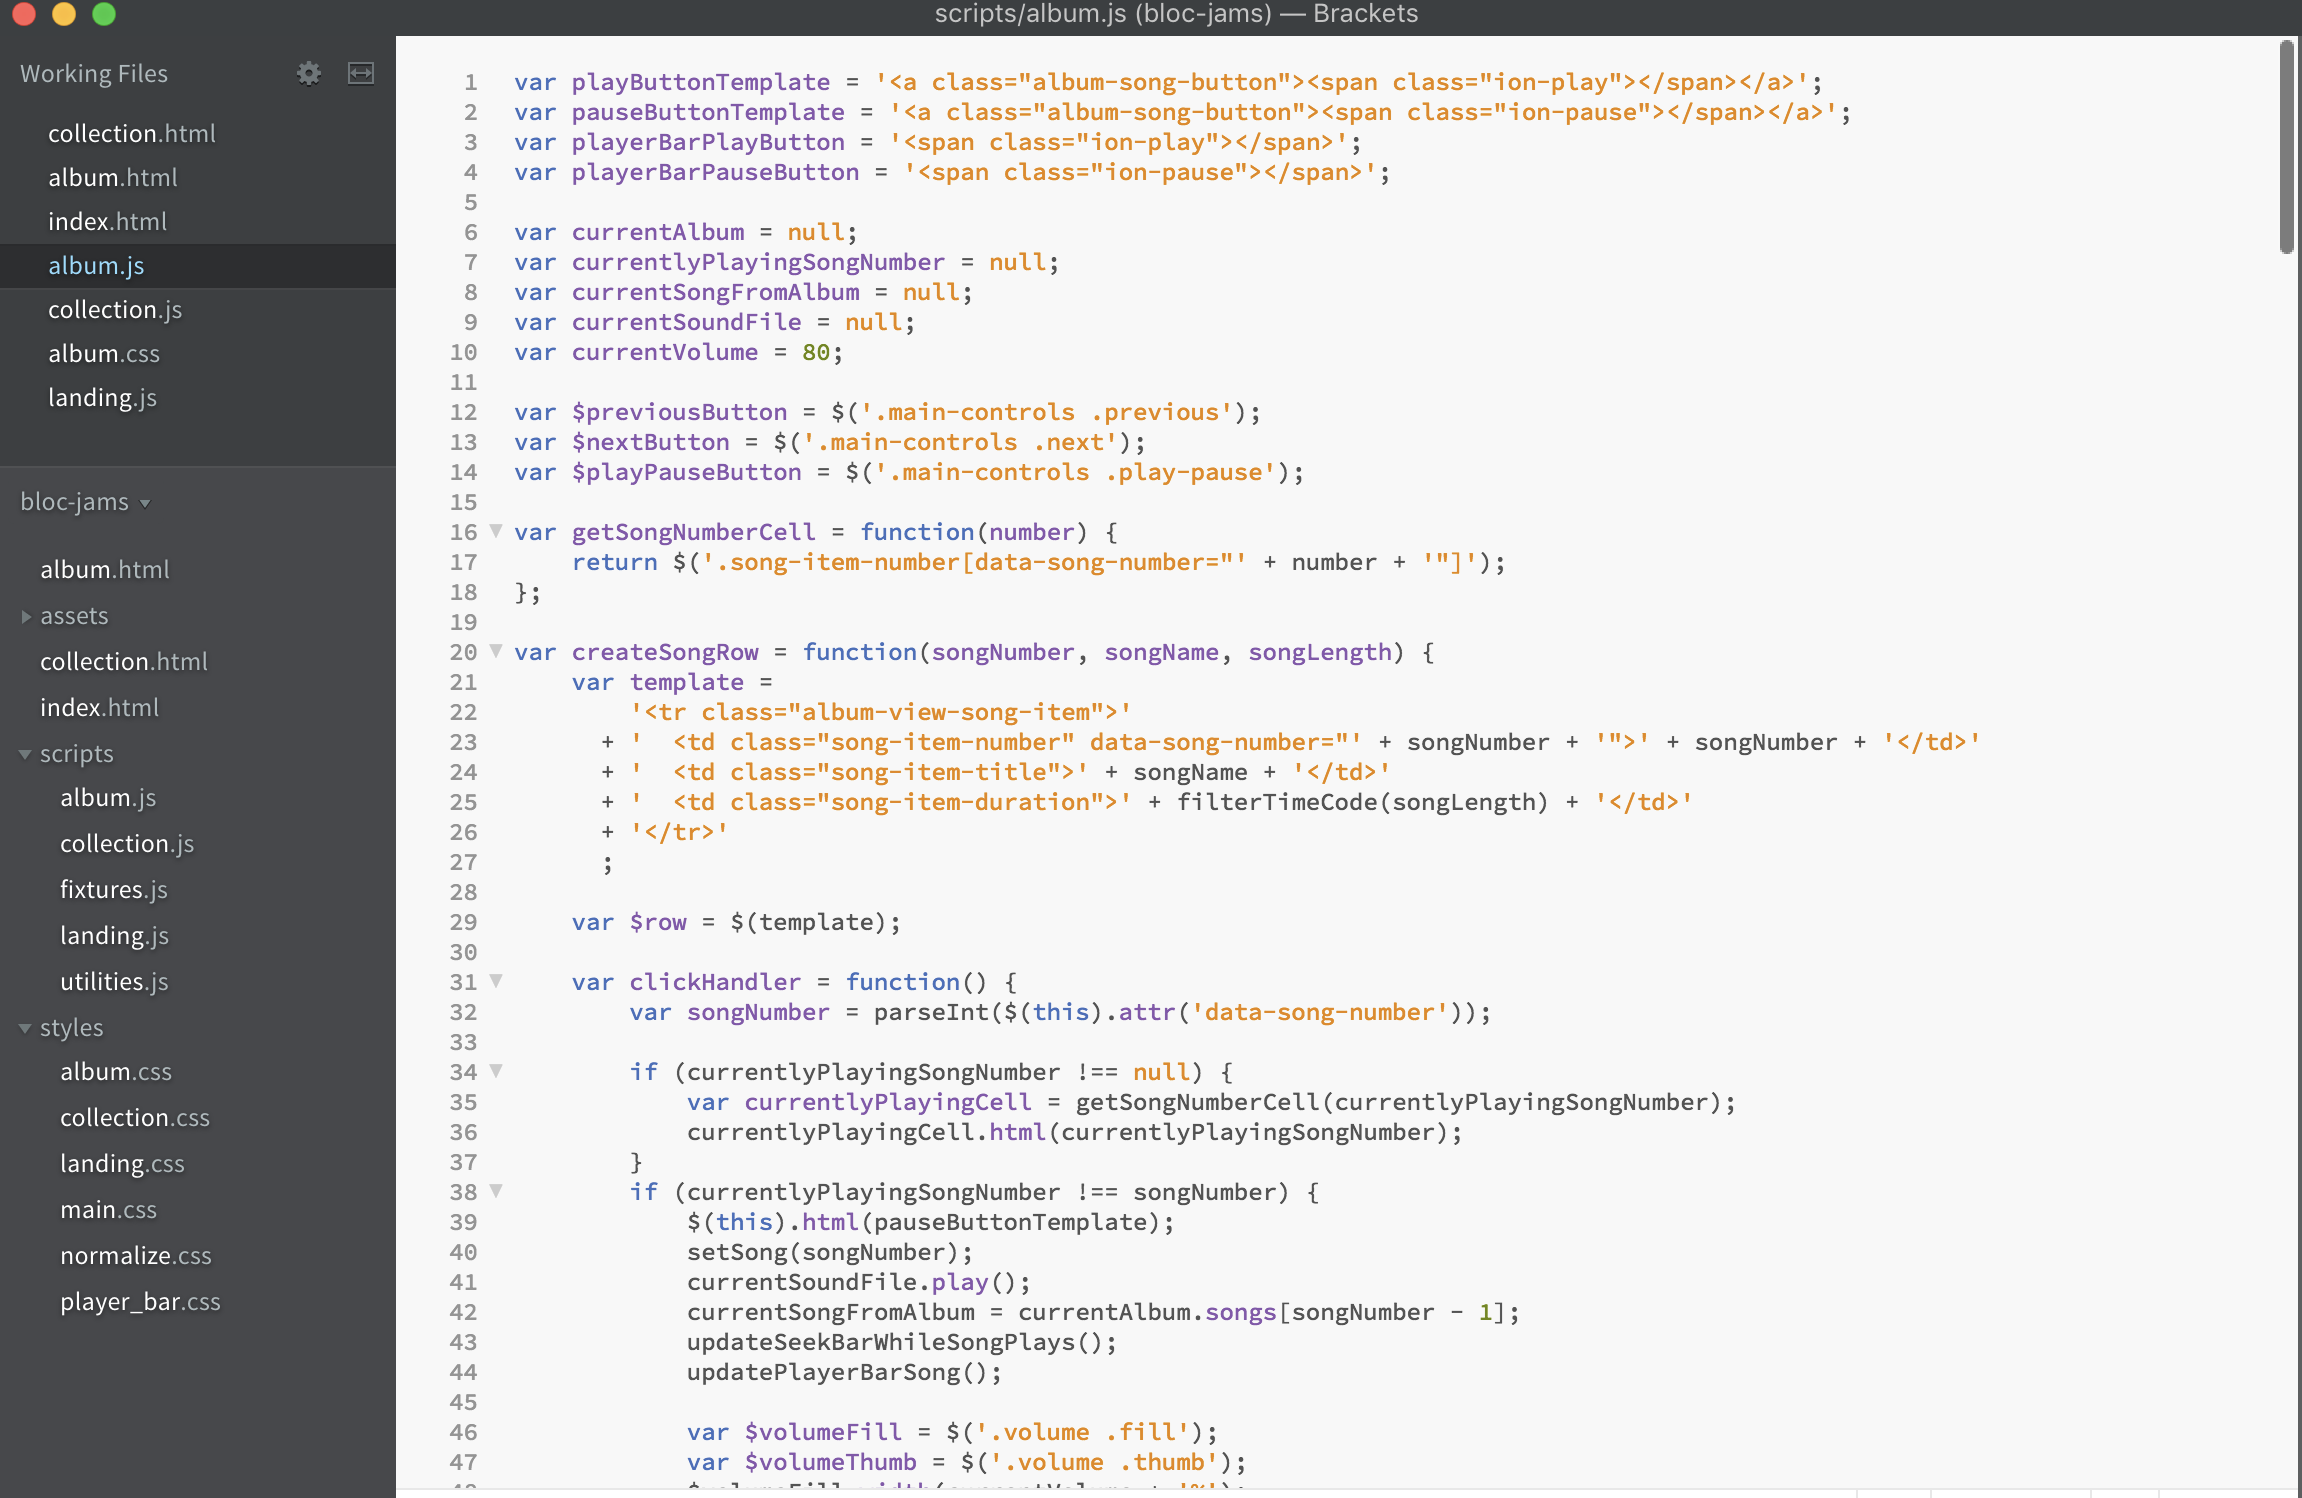 scripts/album.js (bloc-jams) — Brackets
Working Files
collection.html
album.html
index.html
album.js
collection.js
album.css
landing.js
bloc-jams
album.html
assets
collection.html
index.html
scripts
album.js
collection.js
fixtures.js
landing.js
utilities.js
styles
album.css
collection.css
landing.css
main.css
normalize.css
player_bar.css
1 var playButtonTemplate = '<a class="album-song-button"><span class="ion-play"></span></a>';
2 var pauseButtonTemplate = '<a class="album-song-button"><span class="ion-pause"></span></a>';
3 var playerBarPlayButton = '<span class="ion-play"></span>';
4 var playerBarPauseButton = '<span class="ion-pause"></span>';
5
6 var currentAlbum = null;
7 var currentlyPlayingSongNumber = null;
8 var currentSongFromAlbum = null;
9 var currentSoundFile = null;
10 var currentVolume = 80;
11
12 var $previousButton = $('.main-controls .previous');
13 var $nextButton = $('.main-controls .next');
14 var $playPauseButton = $('.main-controls .play-pause');
15
16 var getSongNumberCell = function(number) {
17     return $('.song-item-number[data-song-number="' + number + '"]');
18 };
19
20 var createSongRow = function(songNumber, songName, songLength) {
21     var template =
22         '<tr class="album-view-song-item">'
23       + '  <td class="song-item-number" data-song-number="' + songNumber + '">' + songNumber + '</td>'
24       + '  <td class="song-item-title">' + songName + '</td>'
25       + '  <td class="song-item-duration">' + filterTimeCode(songLength) + '</td>'
26       + '</tr>'
27       ;
28
29     var $row = $(template);
30
31     var clickHandler = function() {
32         var songNumber = parseInt($(this).attr('data-song-number'));
33
34         if (currentlyPlayingSongNumber !== null) {
35             var currentlyPlayingCell = getSongNumberCell(currentlyPlayingSongNumber);
36             currentlyPlayingCell.html(currentlyPlayingSongNumber);
37         }
38         if (currentlyPlayingSongNumber !== songNumber) {
39             $(this).html(pauseButtonTemplate);
40             setSong(songNumber);
41             currentSoundFile.play();
42             currentSongFromAlbum = currentAlbum.songs[songNumber - 1];
43             updateSeekBarWhileSongPlays();
44             updatePlayerBarSong();
45
46             var $volumeFill = $('.volume .fill');
47             var $volumeThumb = $('.volume .thumb');